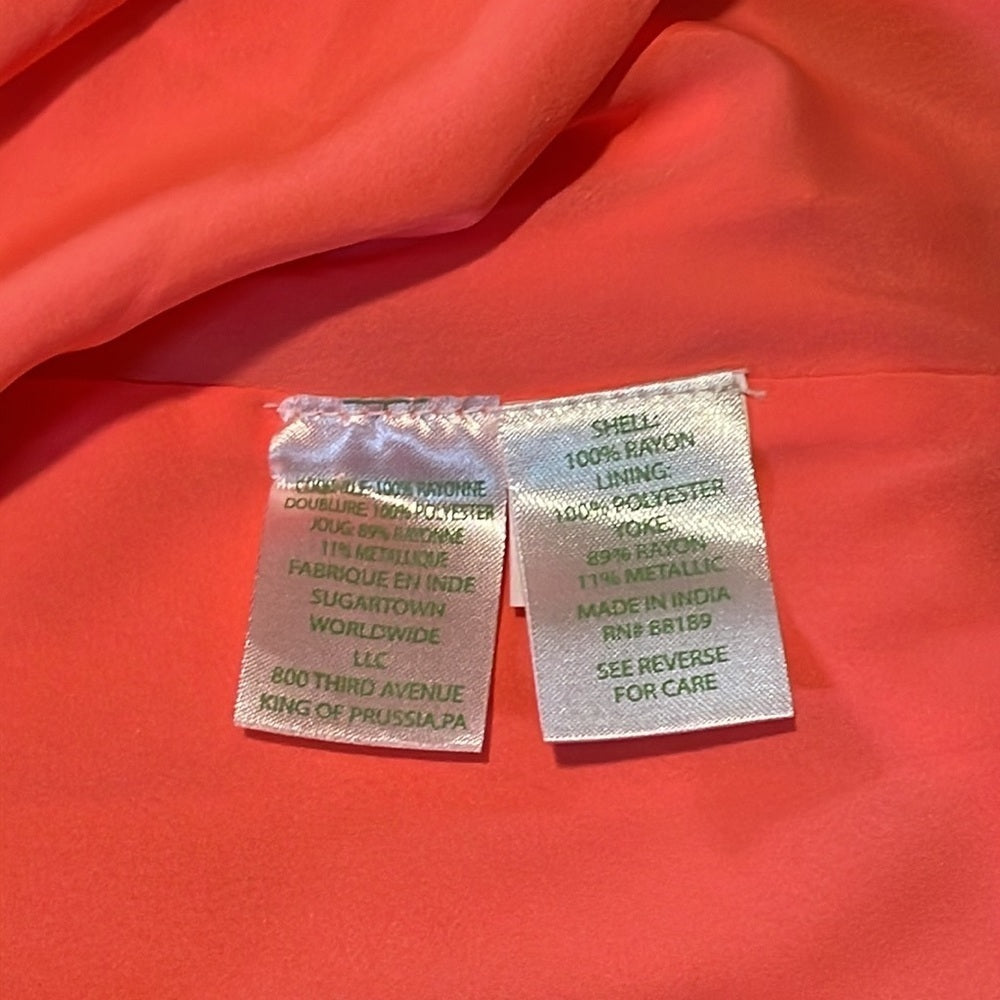 COQUILLE: 100% RAYONNE
DOUBLURE: 100% POLYESTER
JOUG: 89% RAYONNE
11% METALLIQUE
FABRIQUE EN INDE
SUGARTOWN
WORLDWIDE
LLC
800 THIRD AVENUE
KING OF PRUSSIA, PA
SHELL:
100% RAYON
LINING:
100% POLYESTER
YOKE:
89% RAYON
11% METALLIC
MADE IN INDIA
RN# 88189
SEE REVERSE
FOR CARE